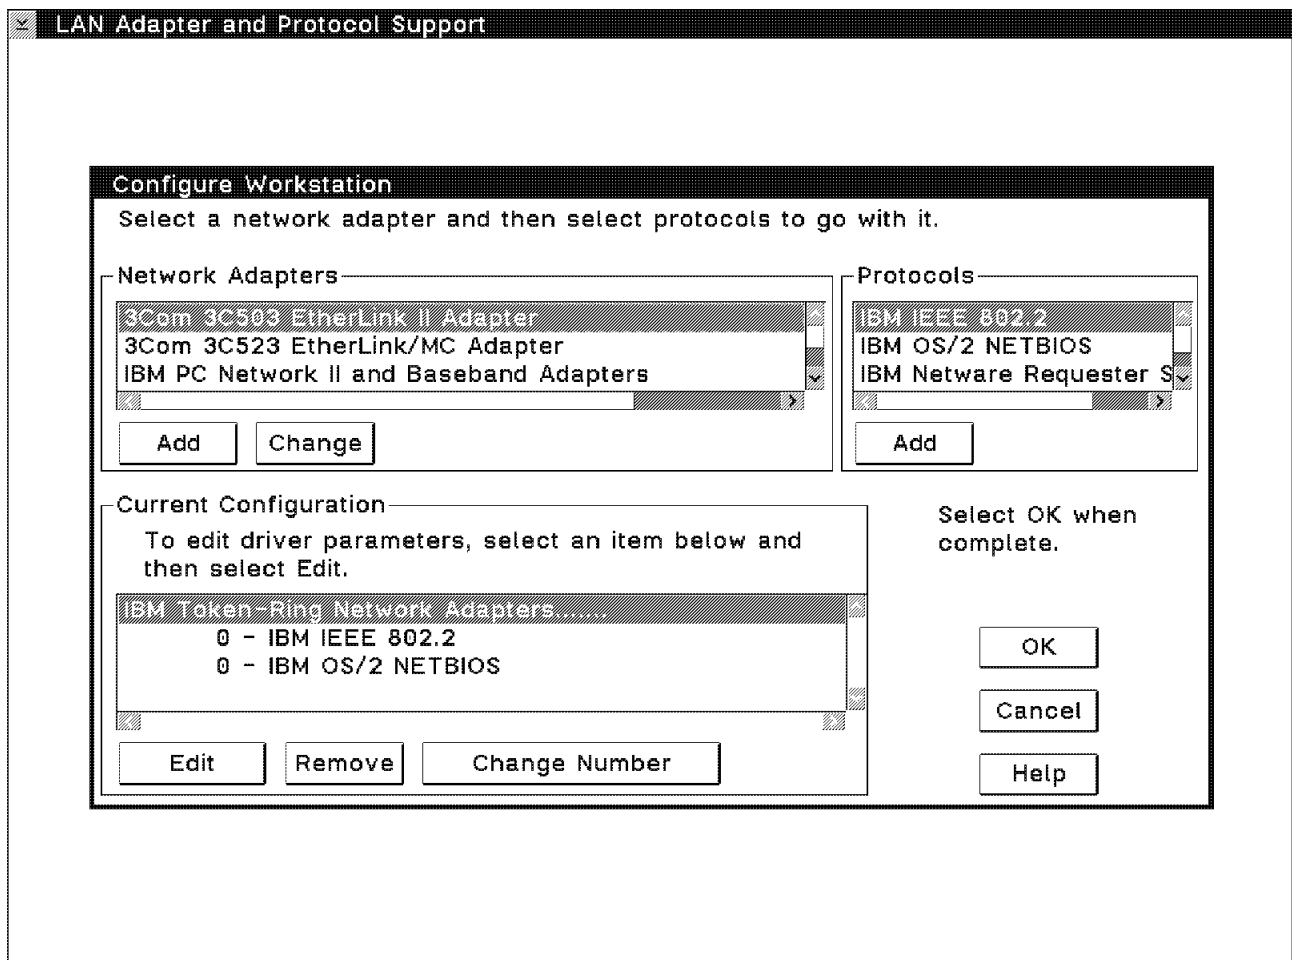 LAN Adapter and Protocol Support
Configure Workstation
Select a network adapter and then select protocols to go with it.
Network Adapters
3Com 3C503 EtherLink II Adapter
3Com 3C523 EtherLink/MC Adapter
IBM PC Network II and Baseband Adapters
Add
Change
Protocols
IBM IEEE 802.2
IBM OS/2 NETBIOS
IBM Netware Requester S
Add
Current Configuration
To edit driver parameters, select an item below and
then select Edit.
IBM Token-Ring Network Adapters.......
0 - IBM IEEE 802.2
0 - IBM OS/2 NETBIOS
Edit
Remove
Change Number
Select OK when
complete.
OK
Cancel
Help